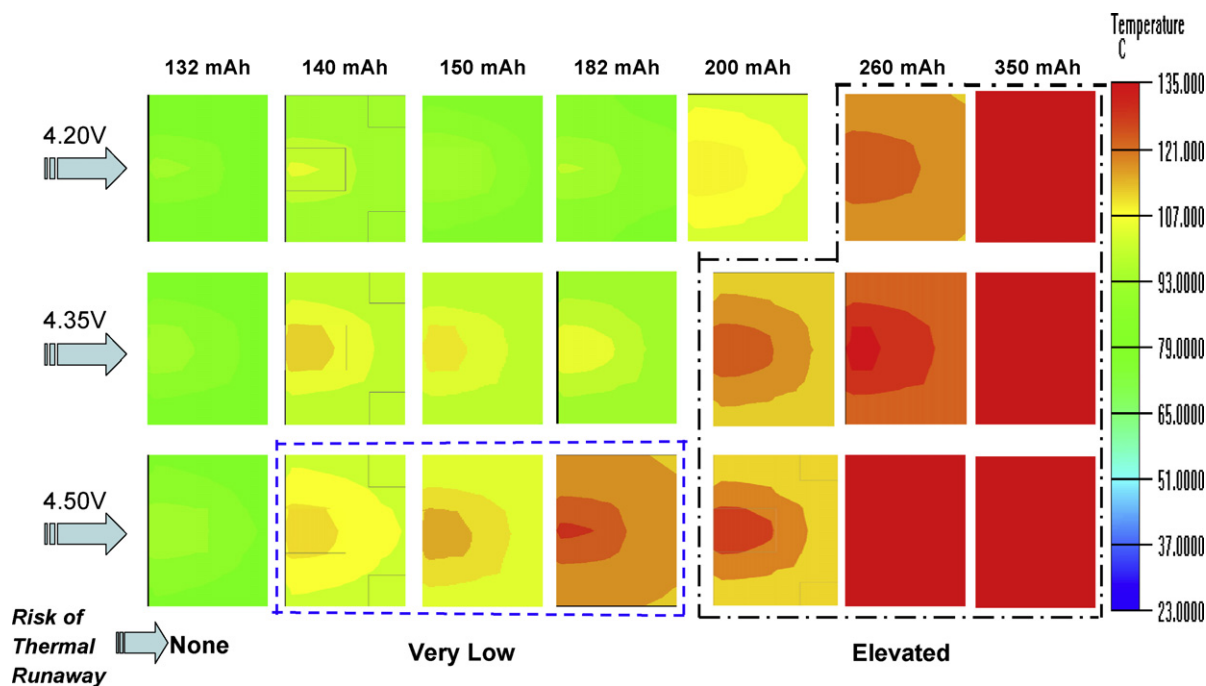 Temperature
C
132 mAh 140 mAh 150 mAh 182 mAh 200 mAh 260 mAh 350 mAh
135.000
4.20V
121.000
107.000
93.0000
4.35V
79.0000
65.0000
4.50V
51.0000
37.0000
23.0000
Risk of
Thermal
Runaway
None
Very Low
Elevated